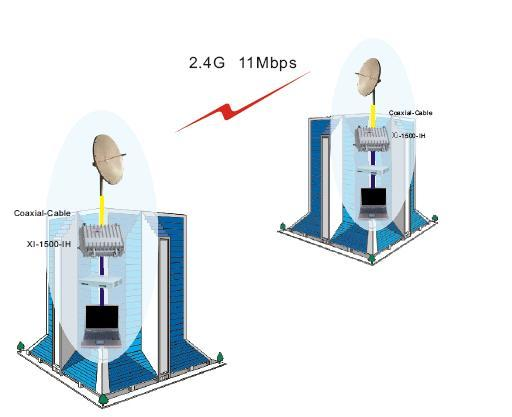 2.4G 11Mbps
Coaxial-Cable
XI-1500-IH
Coaxial-Cable
XI-1500-IH